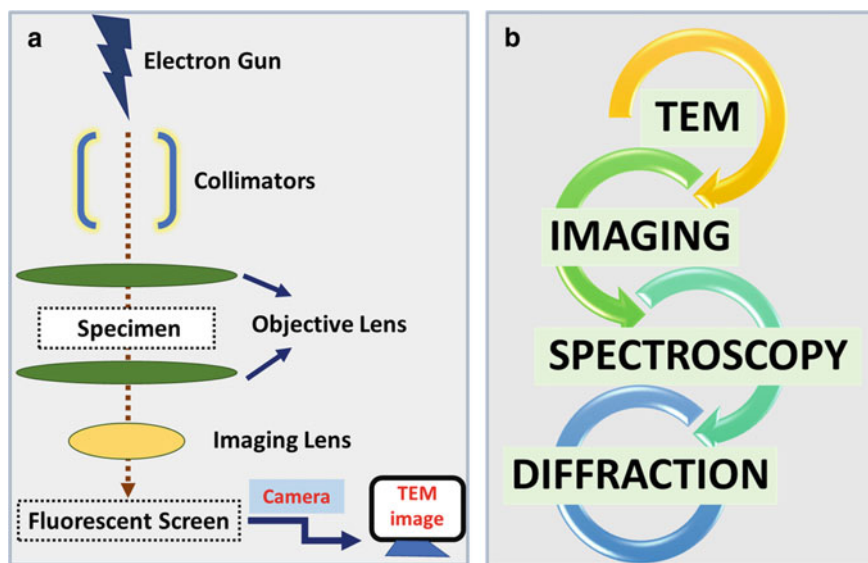 a
Electron Gun
Collimators
Specimen
Objective Lens
Imaging Lens
Fluorescent Screen
Camera
TEM
image
b
TEM
IMAGING
SPECTROSCOPY
DIFFRACTION